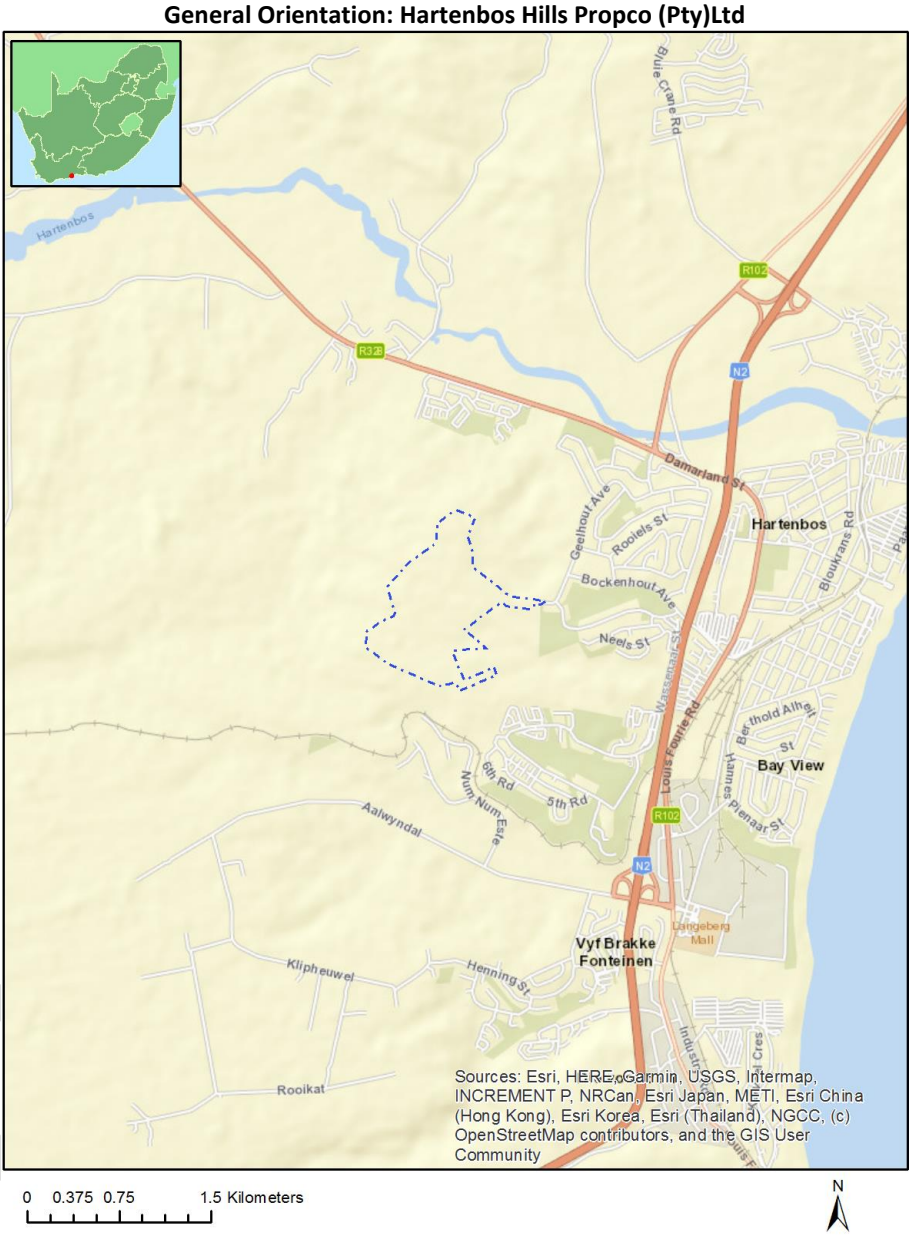 General Orientation: Hartenbos Hills Propco (Pty)Ltd
Bluie Crane Rd
Hartenbos
R102
R328
N2
Damarland St
Geelhout Ave
Rooiels St
Hartenbos
Bloukrans Rd
Bockenhout Ave
Neels St
Wassenaar St
Louis Fourie Rd
Berthold Alheit
St
Bay View
Hannes Pienaar St
6th Rd
5th Rd
Num Num Este
Aalwyndal
R102
N2
Langeberg
Mall
Vyf Brakke
Fonteinen
Henning St
Klipheuwel
Rooikat
Sources: Esri, HERE, Garmin, USGS, Intermap,
INCREMENT P, NRCan, Esri Japan, METI, Esri China
(Hong Kong), Esri Korea, Esri (Thailand), NGCC, (c)
OpenStreetMap contributors, and the GIS User
Community
0 0.375 0.75 1.5 Kilometers
N